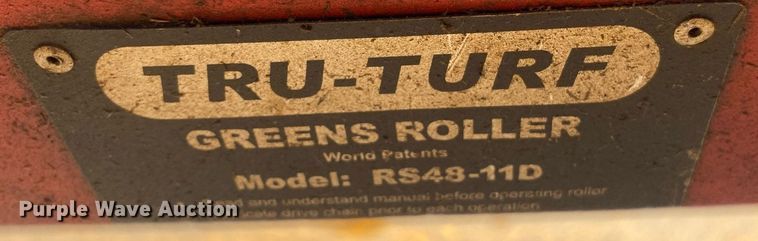 TRU-TURF
GREENS ROLLER
World Patents
Model: RS48-11D
and understand manual before operating roller
drive chain prior to each operation
Purple Wave Auction